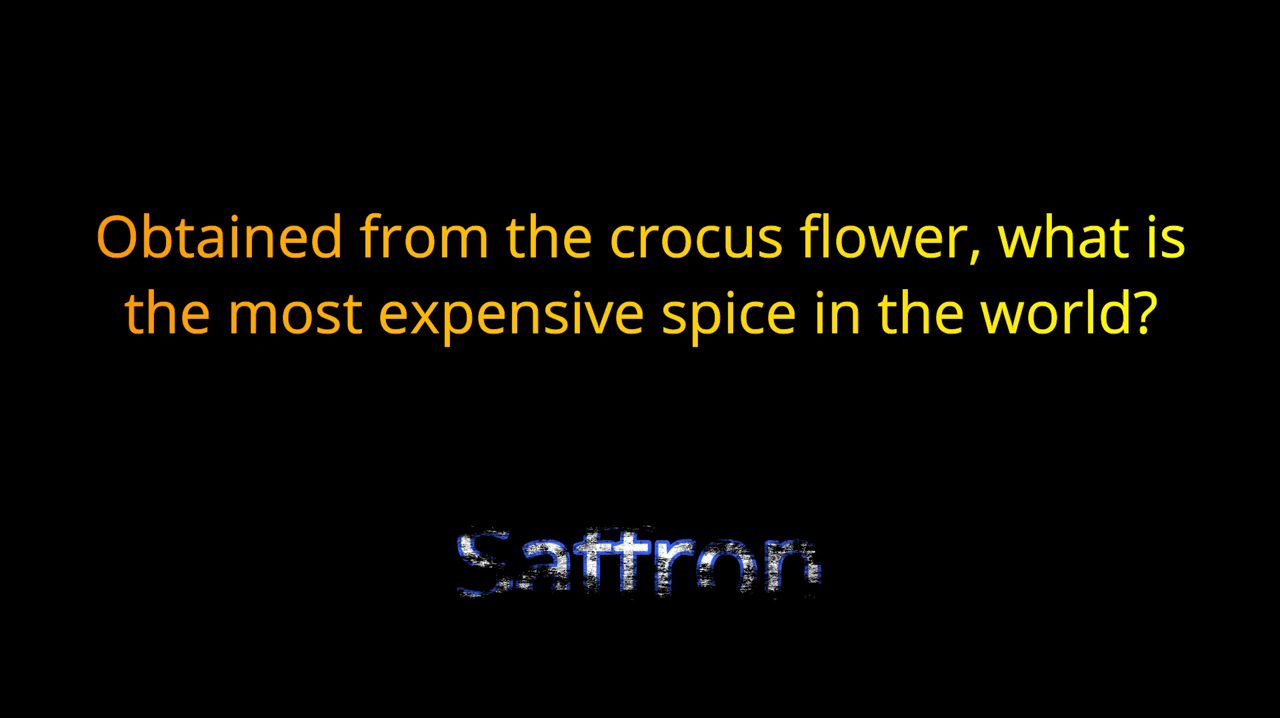 Obtained from the crocus flower, what is
the most expensive spice in the world?
Saffron